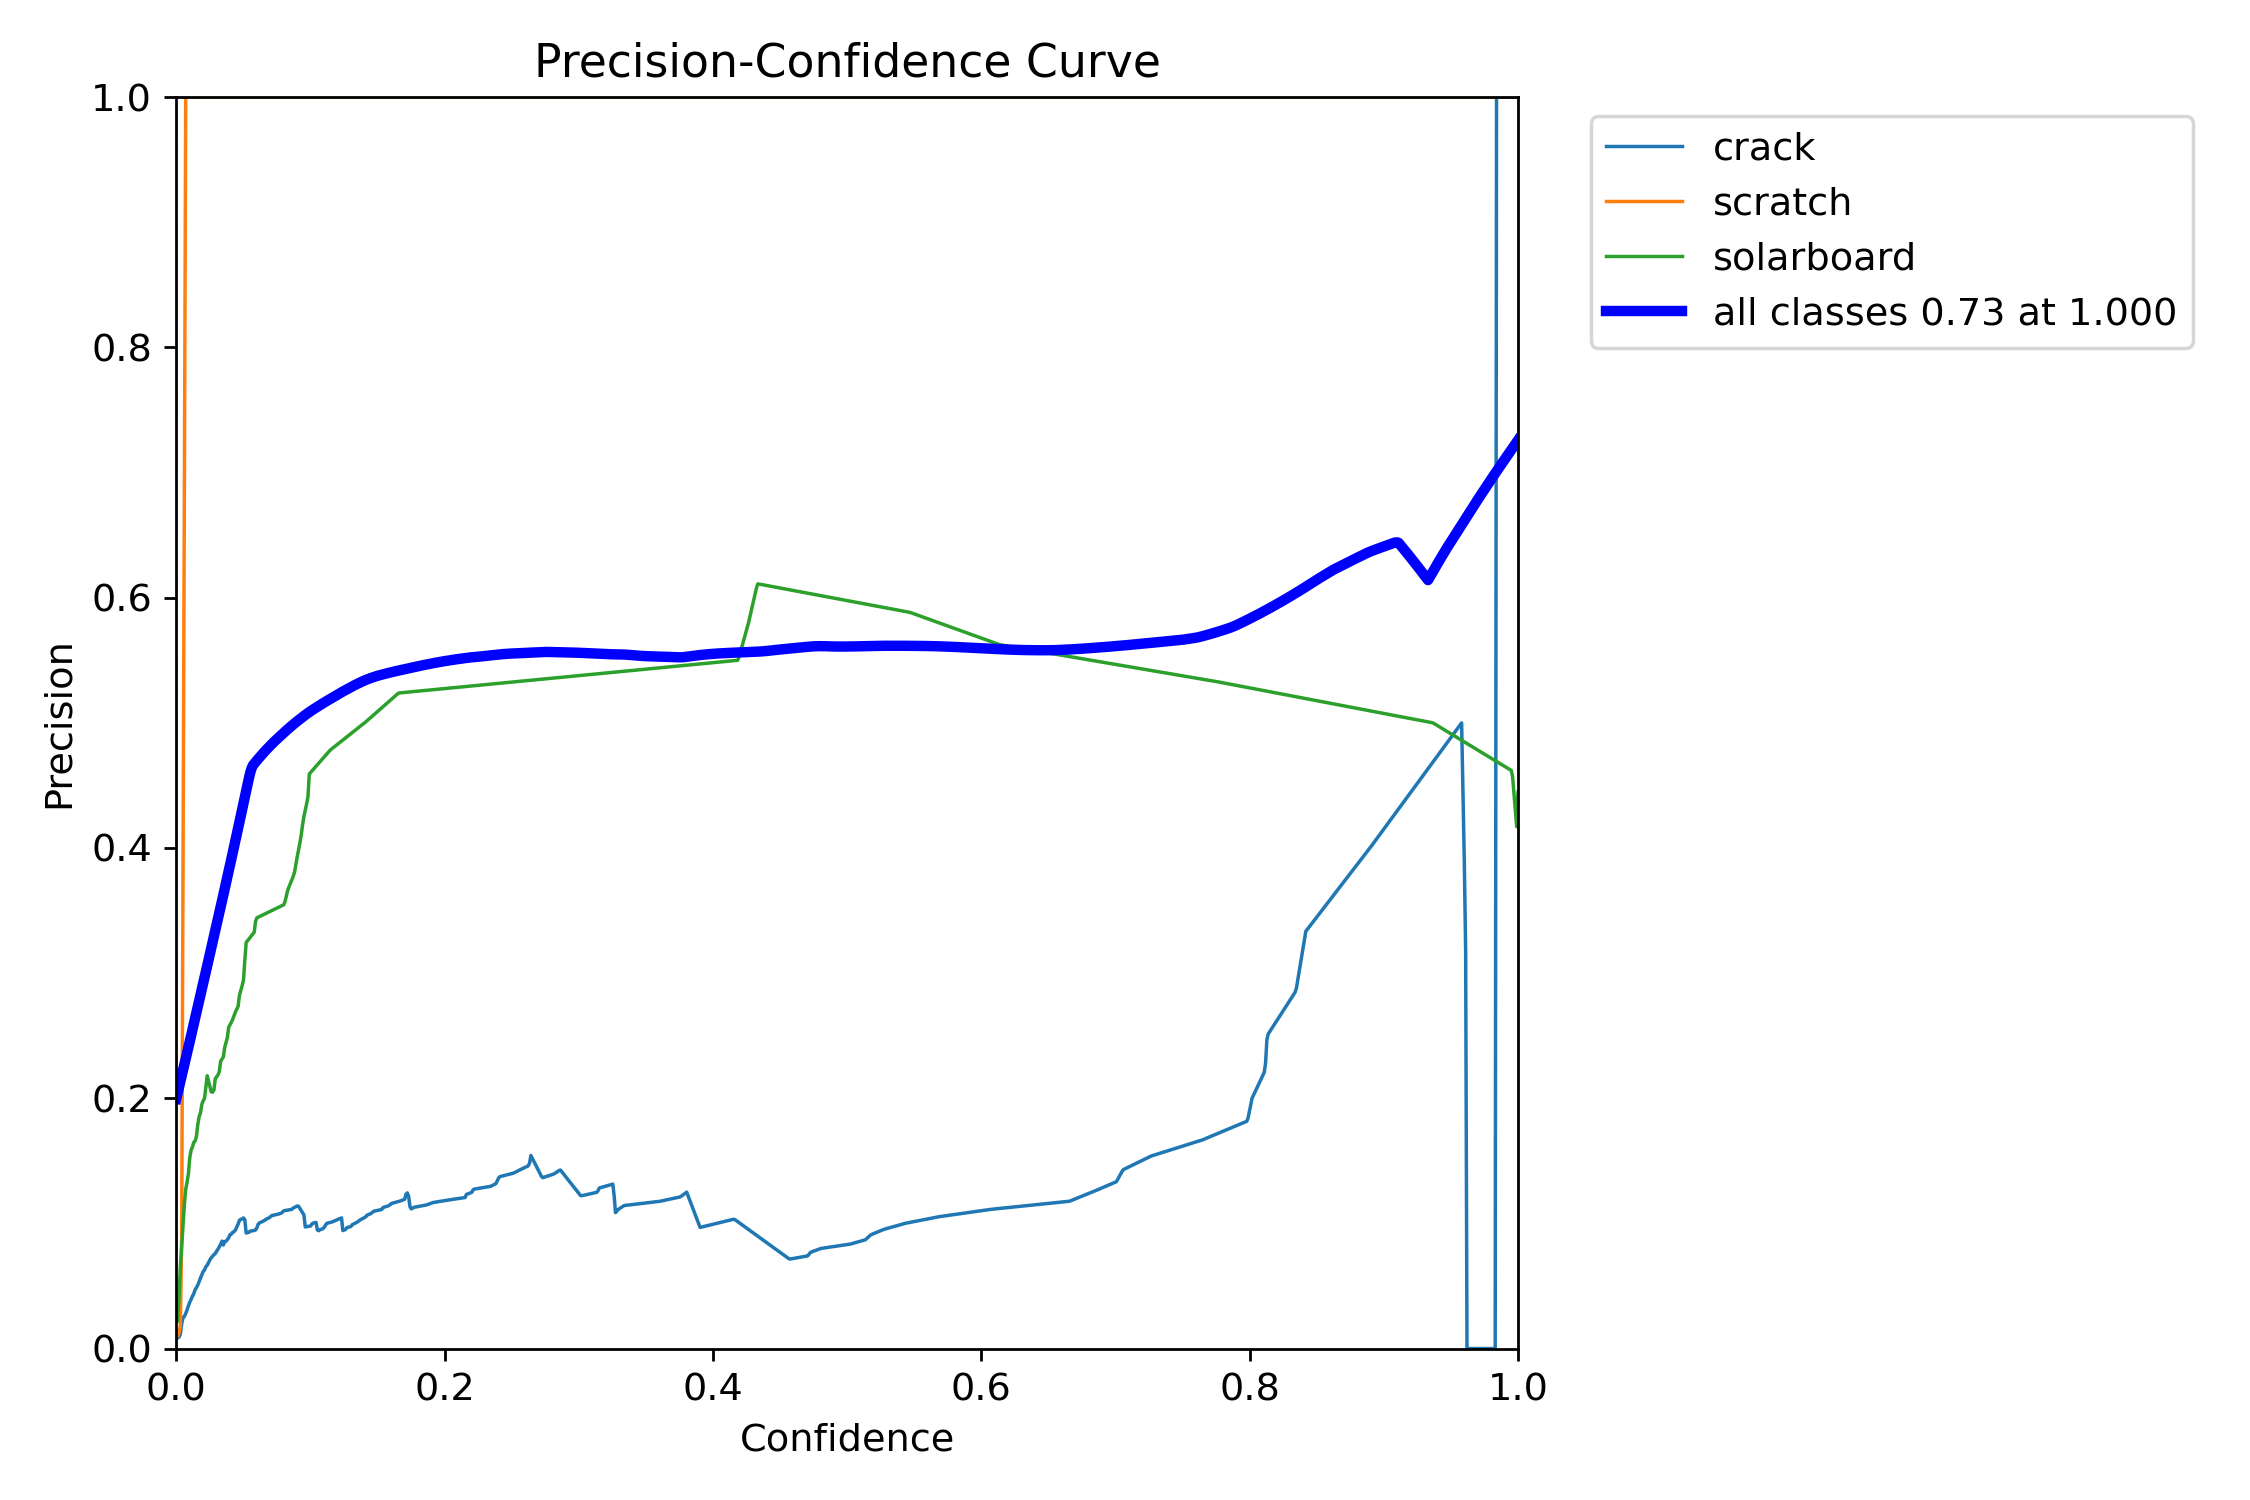 Precision-Confidence Curve
1.0
0.8
0.6
0.4
0.2
0.0
Precision
0.0 0.2 0.4 0.6 0.8 1.0
Confidence
crack
scratch
solarboard
all classes 0.73 at 1.000